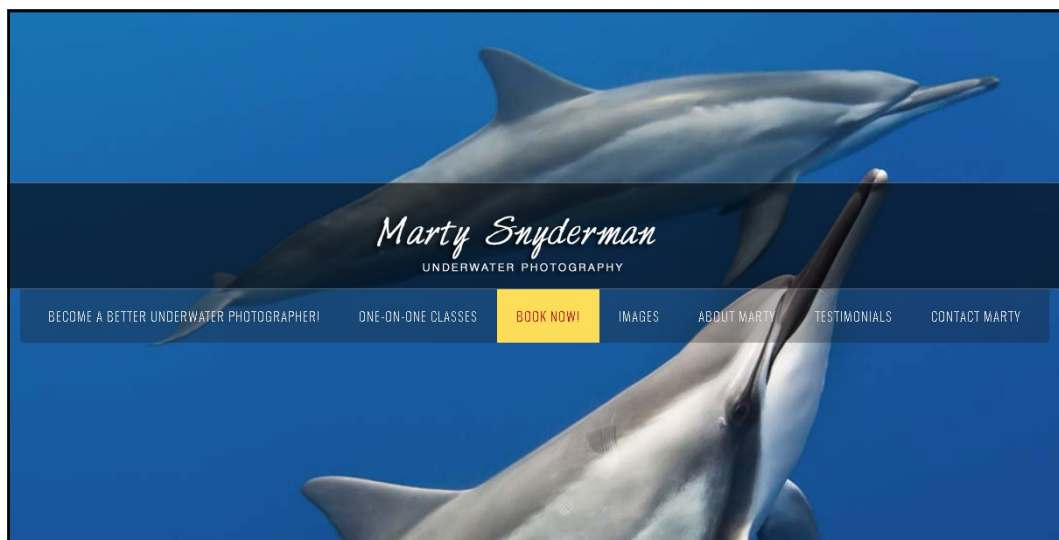 Marty Snyderman
UNDERWATER PHOTOGRAPHY
BECOME A BETTER UNDERWATER PHOTOGRAPHER! ONE-ON-ONE CLASSES BOOK NOW! IMAGES ABOUT MARTY TESTIMONIALS CONTACT MARTY